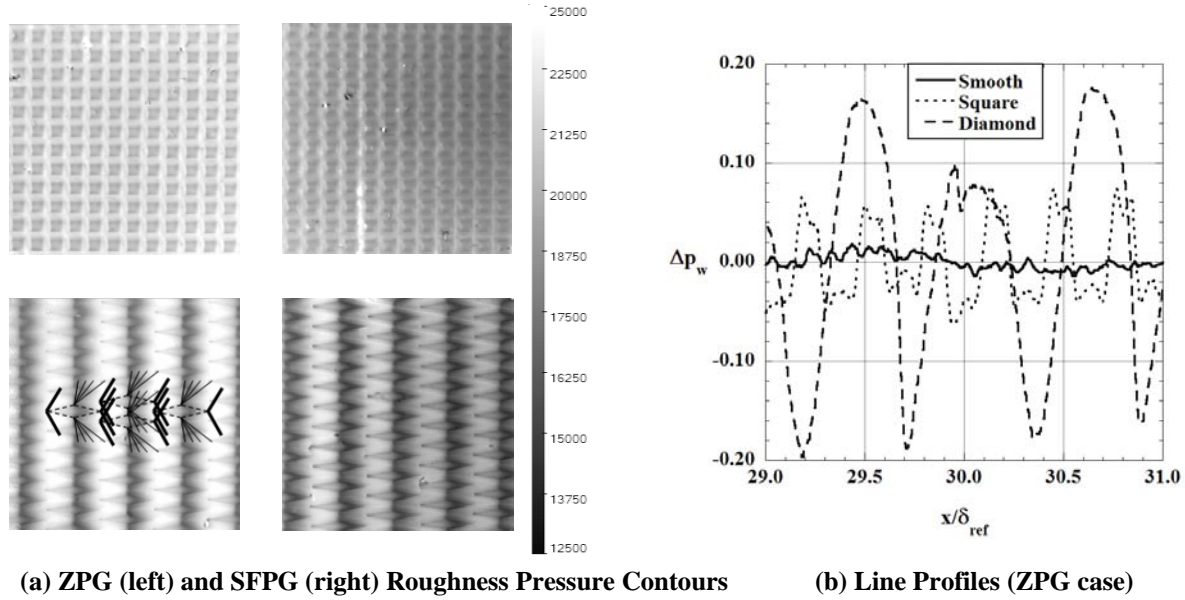 25000
22500
21250
20000
18750
17500
16250
15000
13750
12500
(a) ZPG (left) and SFPG (right) Roughness Pressure Contours
0.20
0.10
0.00
-0.10
-0.20
Δp_w
Smooth
Square
Diamond
29.0 29.5 30.0 30.5 31.0
x/δ_ref
(b) Line Profiles (ZPG case)